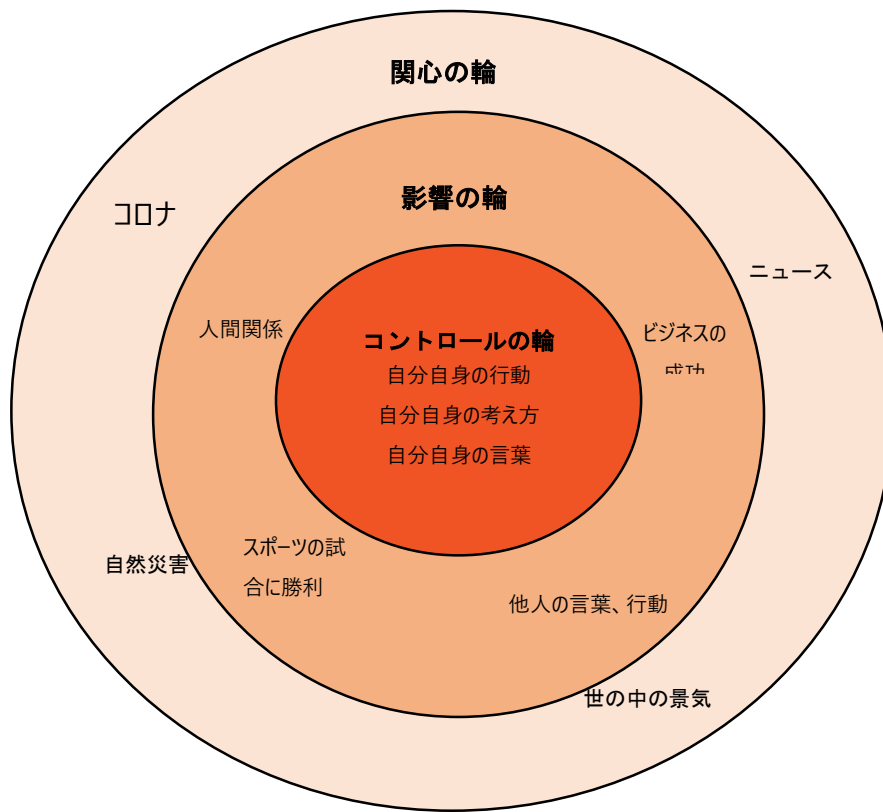 関心の輪
影響の輪
コロナ
ニュース
人間関係
ビジネスの
成功
コントロールの輪
自分自身の行動
自分自身の考え方
自分自身の言葉
スポーツの試
合に勝利
自然災害
他人の言葉、行動
世の中の景気